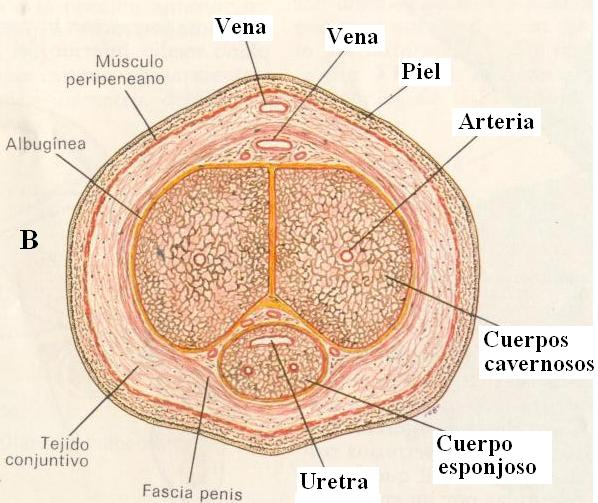 Vena
Vena
Músculo
peripeneano
Piel
Arteria
Albugínea
B
Cuerpos
cavernosos
Cuerpo
esponjoso
Tejido
conjuntivo
Uretra
Fascia penis